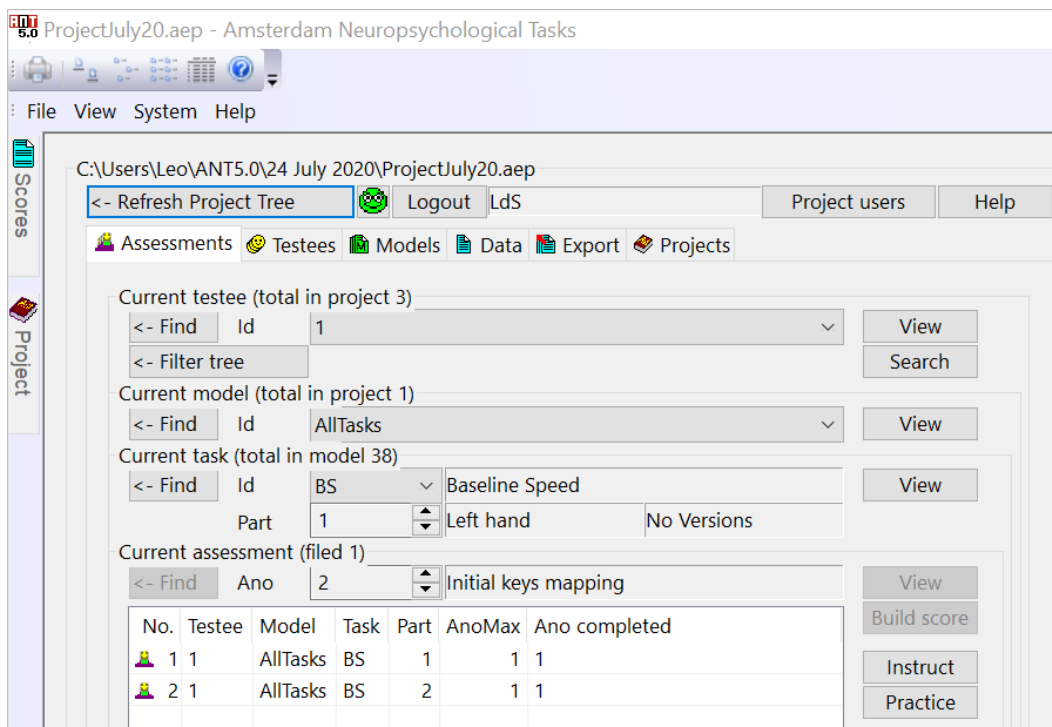 ANT
5.0 ProjectJuly20.aep - Amsterdam Neuropsychological Tasks
File View System Help
Scores
Project
C:\Users\Leo\ANT5.0\24 July 2020\ProjectJuly20.aep
<- Refresh Project Tree Logout LdS Project users Help
Assessments Testees Models Data Export Projects
Current testee (total in project 3)
<- Find Id 1 View
<- Filter tree Search
Current model (total in project 1)
<- Find Id AllTasks View
Current task (total in model 38)
<- Find Id BS Baseline Speed View
Part 1 Left hand No Versions
Current assessment (filed 1)
<- Find Ano 2 Initial keys mapping View
Build score
No. Testee Model Task Part AnoMax Ano completed
1 1 AllTasks BS 1 1 1
Instruct
2 1 AllTasks BS 2 1 1
Practice